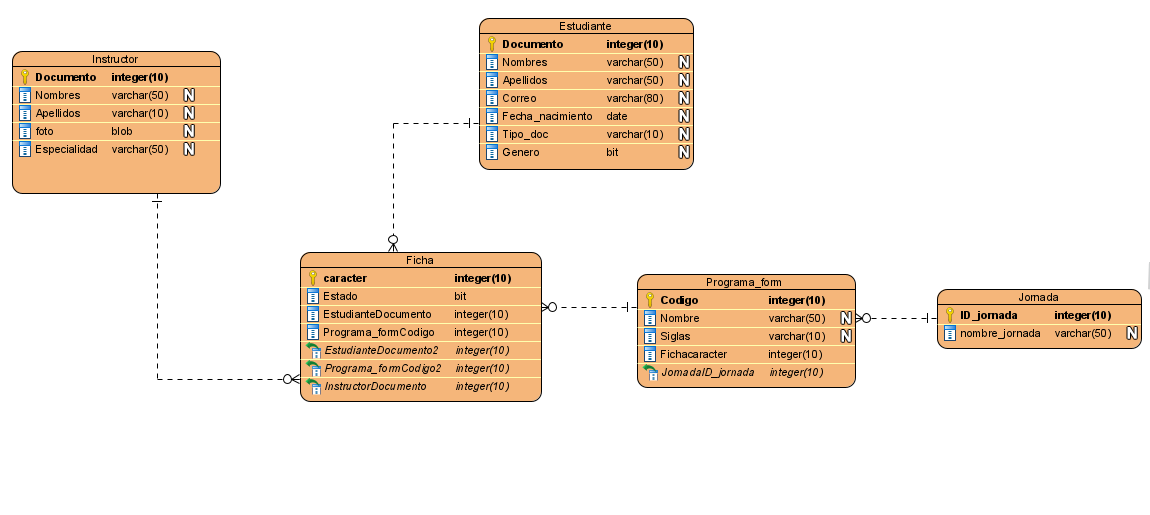 Instructor
Documento integer(10)
Nombres varchar(50) N
Apellidos varchar(10) N
foto blob N
Especialidad varchar(50) N
Estudiante
Documento integer(10)
Nombres varchar(50) N
Apellidos varchar(50) N
Correo varchar(80) N
Fecha_nacimiento date N
Tipo_doc varchar(10) N
Genero bit N
Ficha
caracter integer(10)
Estado bit
EstudianteDocumento integer(10)
Programa_formCodigo integer(10)
EstudianteDocumento2 integer(10)
Programa_formCodigo2 integer(10)
InstructorDocumento integer(10)
Programa_form
Codigo integer(10)
Nombre varchar(50) N
Siglas varchar(10) N
Fichacaracter integer(10)
JornadaID_jornada integer(10)
Jornada
ID_jornada integer(10)
nombre_jornada varchar(50) N